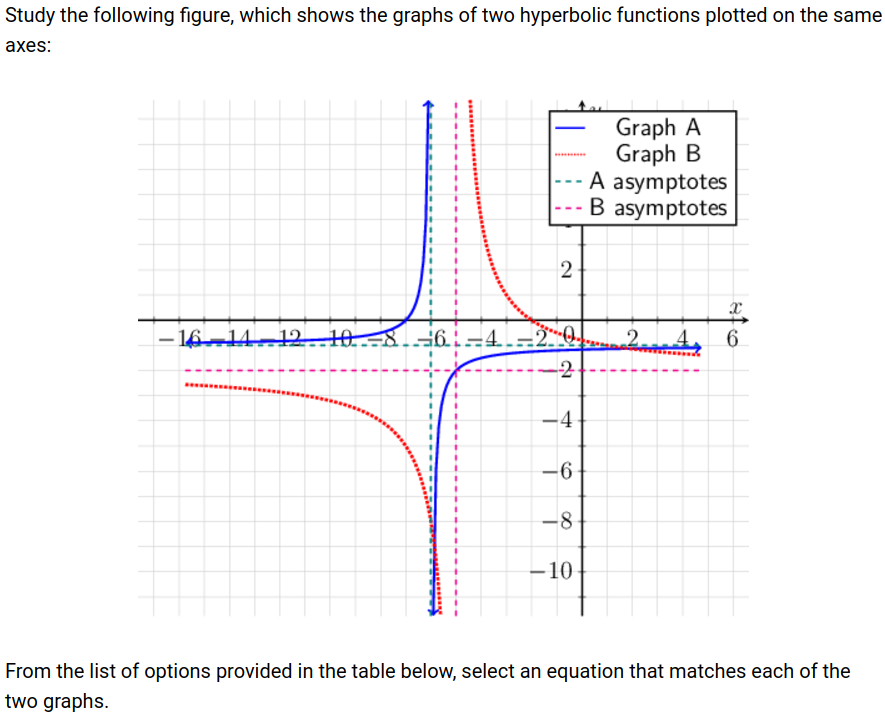 Study the following figure, which shows the graphs of two hyperbolic functions plotted on the same
axes:
Graph A
Graph B
A asymptotes
B asymptotes
2
x
−16 −14 −12 −10 −8 −6 −4 −2 0 2 4 6
−2
−4
−6
−8
−10
From the list of options provided in the table below, select an equation that matches each of the
two graphs.